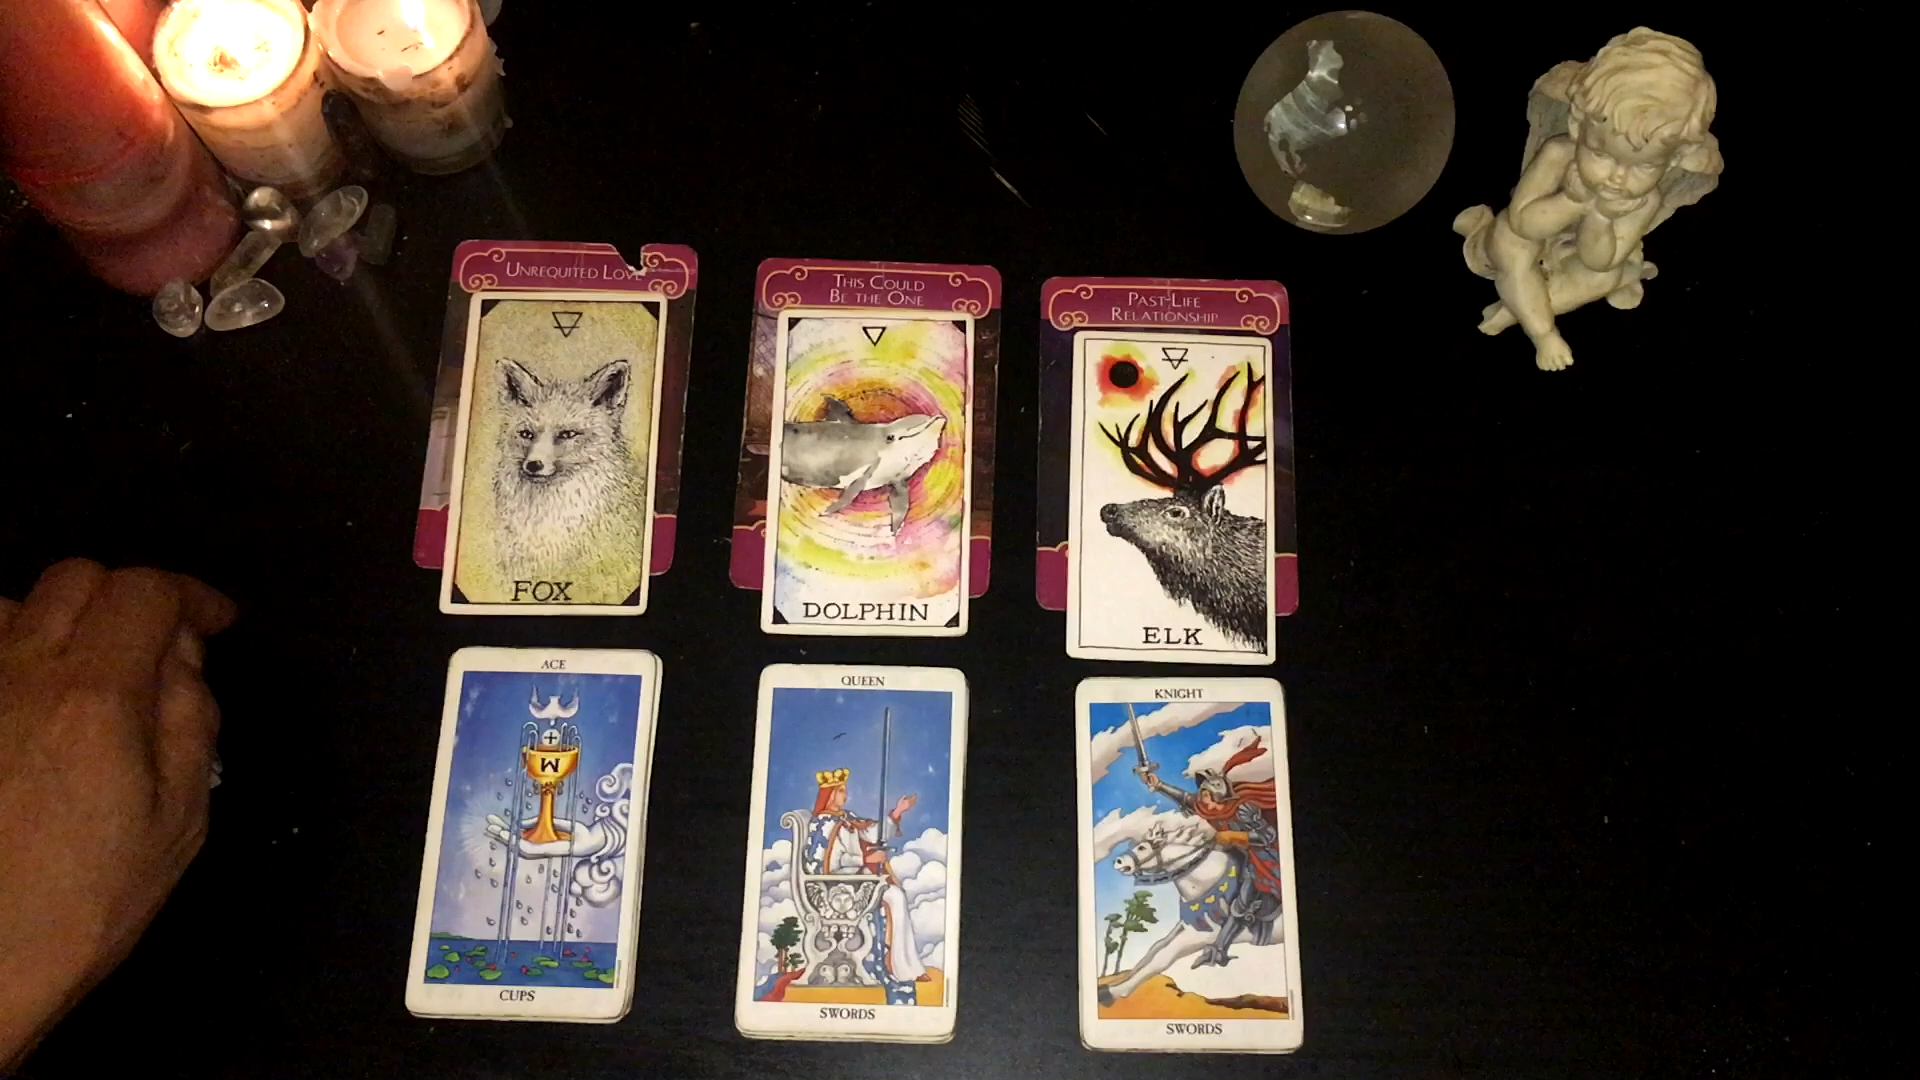 UNREQUITED LOVE
THIS COULD
BE THE ONE
PAST-LIFE
RELATIONSHIP
FOX
DOLPHIN
ELK
ACE
W
CUPS
QUEEN
SWORDS
KNIGHT
SWORDS